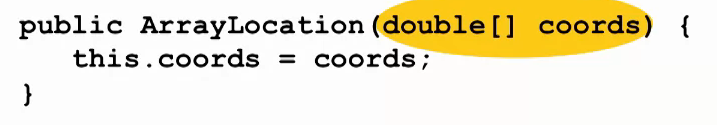 public ArrayLocation(double[] coords) {
this.coords = coords;
}